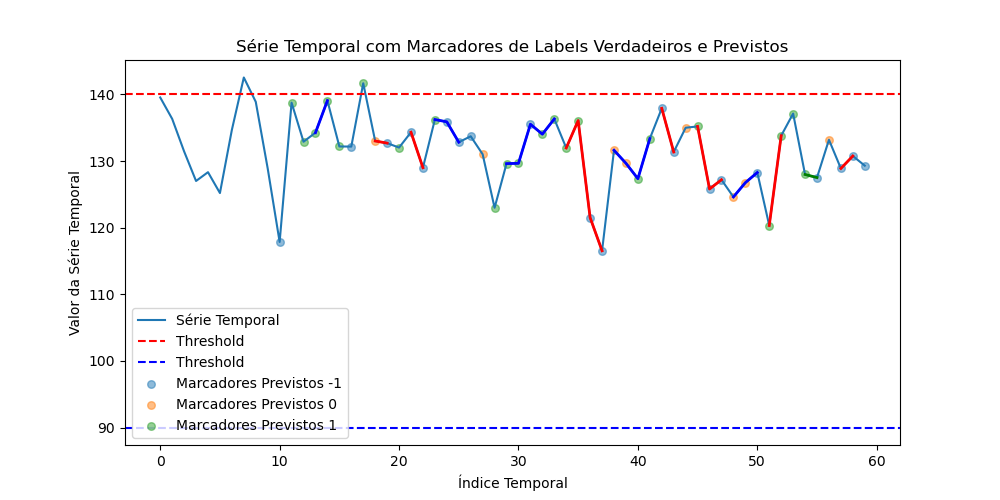 Série Temporal com Marcadores de Labels Verdadeiros e Previstos
Valor da Série Temporal
140
130
120
110
100
90
Série Temporal
Threshold
Threshold
Marcadores Previstos -1
Marcadores Previstos 0
Marcadores Previstos 1
0
10
20
30
40
50
60
Índice Temporal